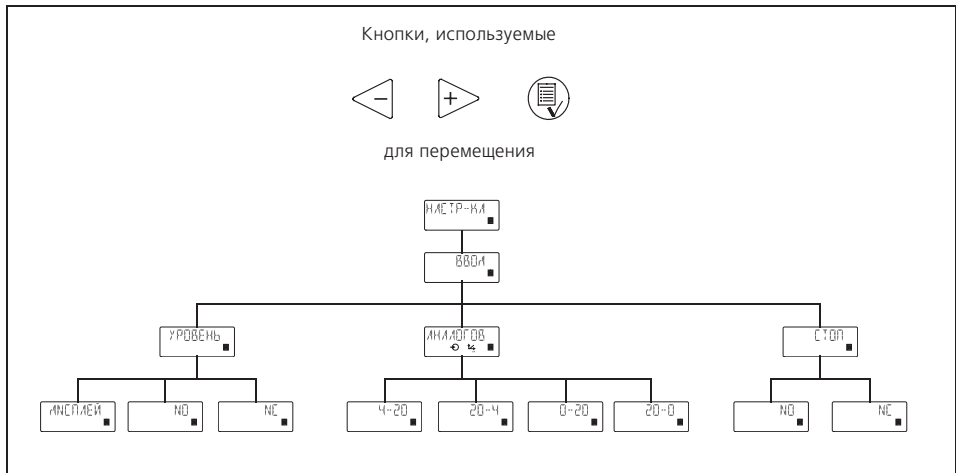 Кнопки, используемые
- +
для перемещения
НАСТР-КА
ВВОД
УРОВЕНЬ АНАЛОГОВ СТОП
ДИСПЛЕЙ NO NC 4-20 20-4 0-20 20-0 NO NC